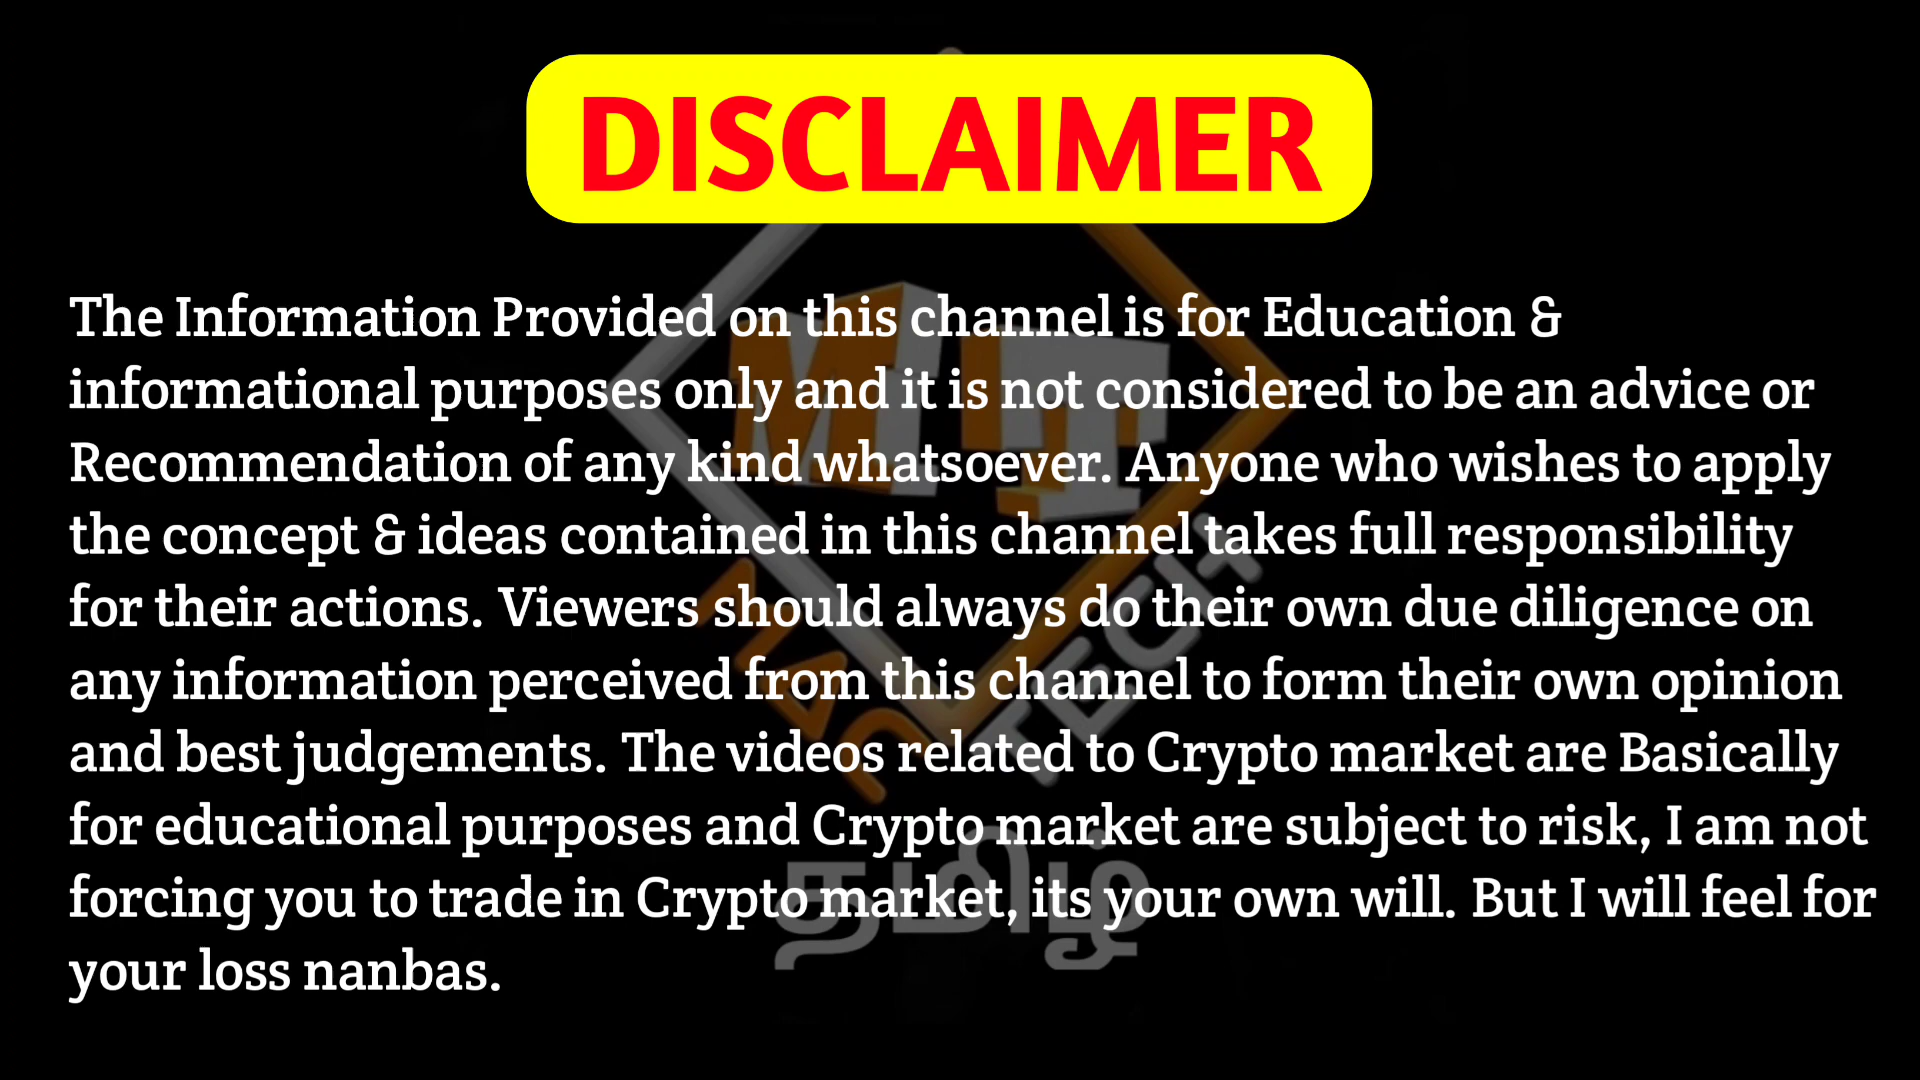 DISCLAIMER
The Information Provided on this channel is for Education &
informational purposes only and it is not considered to be an advice or
Recommendation of any kind whatsoever. Anyone who wishes to apply
the concept & ideas contained in this channel takes full responsibility
for their actions. Viewers should always do their own due diligence on
any information perceived from this channel to form their own opinion
and best judgements. The videos related to Crypto market are Basically
for educational purposes and Crypto market are subject to risk, I am not
forcing you to trade in Crypto market, its your own will. But I will feel for
your loss nanbas.
MT
TECH
தமிழ்